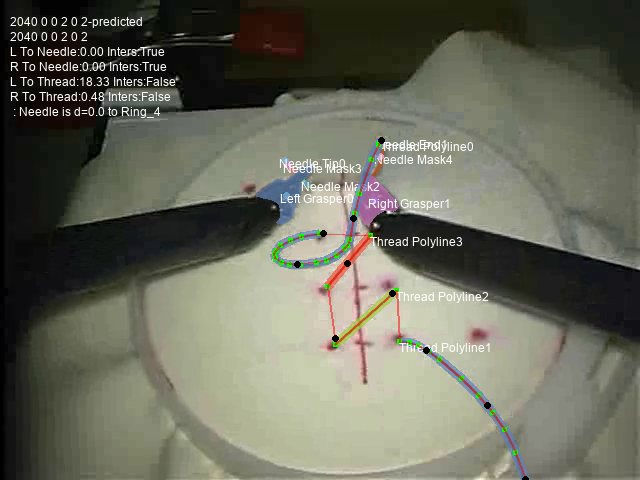 2040 0 0 2 0 2-predicted
2040 0 0 2 0 2
L To Needle:0.00 Inters:True
R To Needle:0.00 Inters:True
L To Thread:18.33 Inters:False
R To Thread:0.48 Inters:False
: Needle is d=0.0 to Ring_4
Needle End1
Thread Polyline0
Needle Mask4
Needle Tip0
Needle Mask3
Needle Mask2
Left Grasper0
Right Grasper1
Thread Polyline3
Thread Polyline2
Thread Polyline1